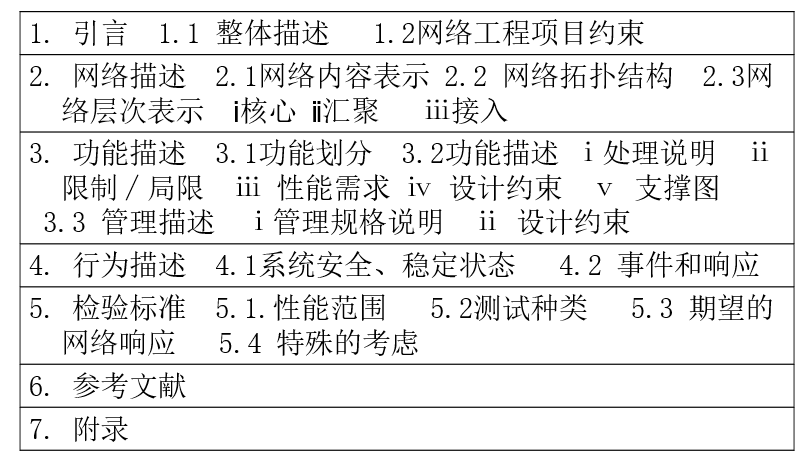 1. 引言 1.1 整体描述 1.2网络工程项目约束
2. 网络描述 2.1网络内容表示 2.2 网络拓扑结构 2.3网
络层次表示 ⅰ核心 ⅱ汇聚 ⅲ接入
3. 功能描述 3.1功能划分 3.2功能描述 ⅰ处理说明 ⅱ
限制／局限 ⅲ 性能需求 ⅳ 设计约束 ⅴ 支撑图
3.3 管理描述 ⅰ管理规格说明 ⅱ 设计约束
4. 行为描述 4.1系统安全、稳定状态 4.2 事件和响应
5. 检验标准 5.1.性能范围 5.2测试种类 5.3 期望的
网络响应 5.4 特殊的考虑
6. 参考文献
7. 附录